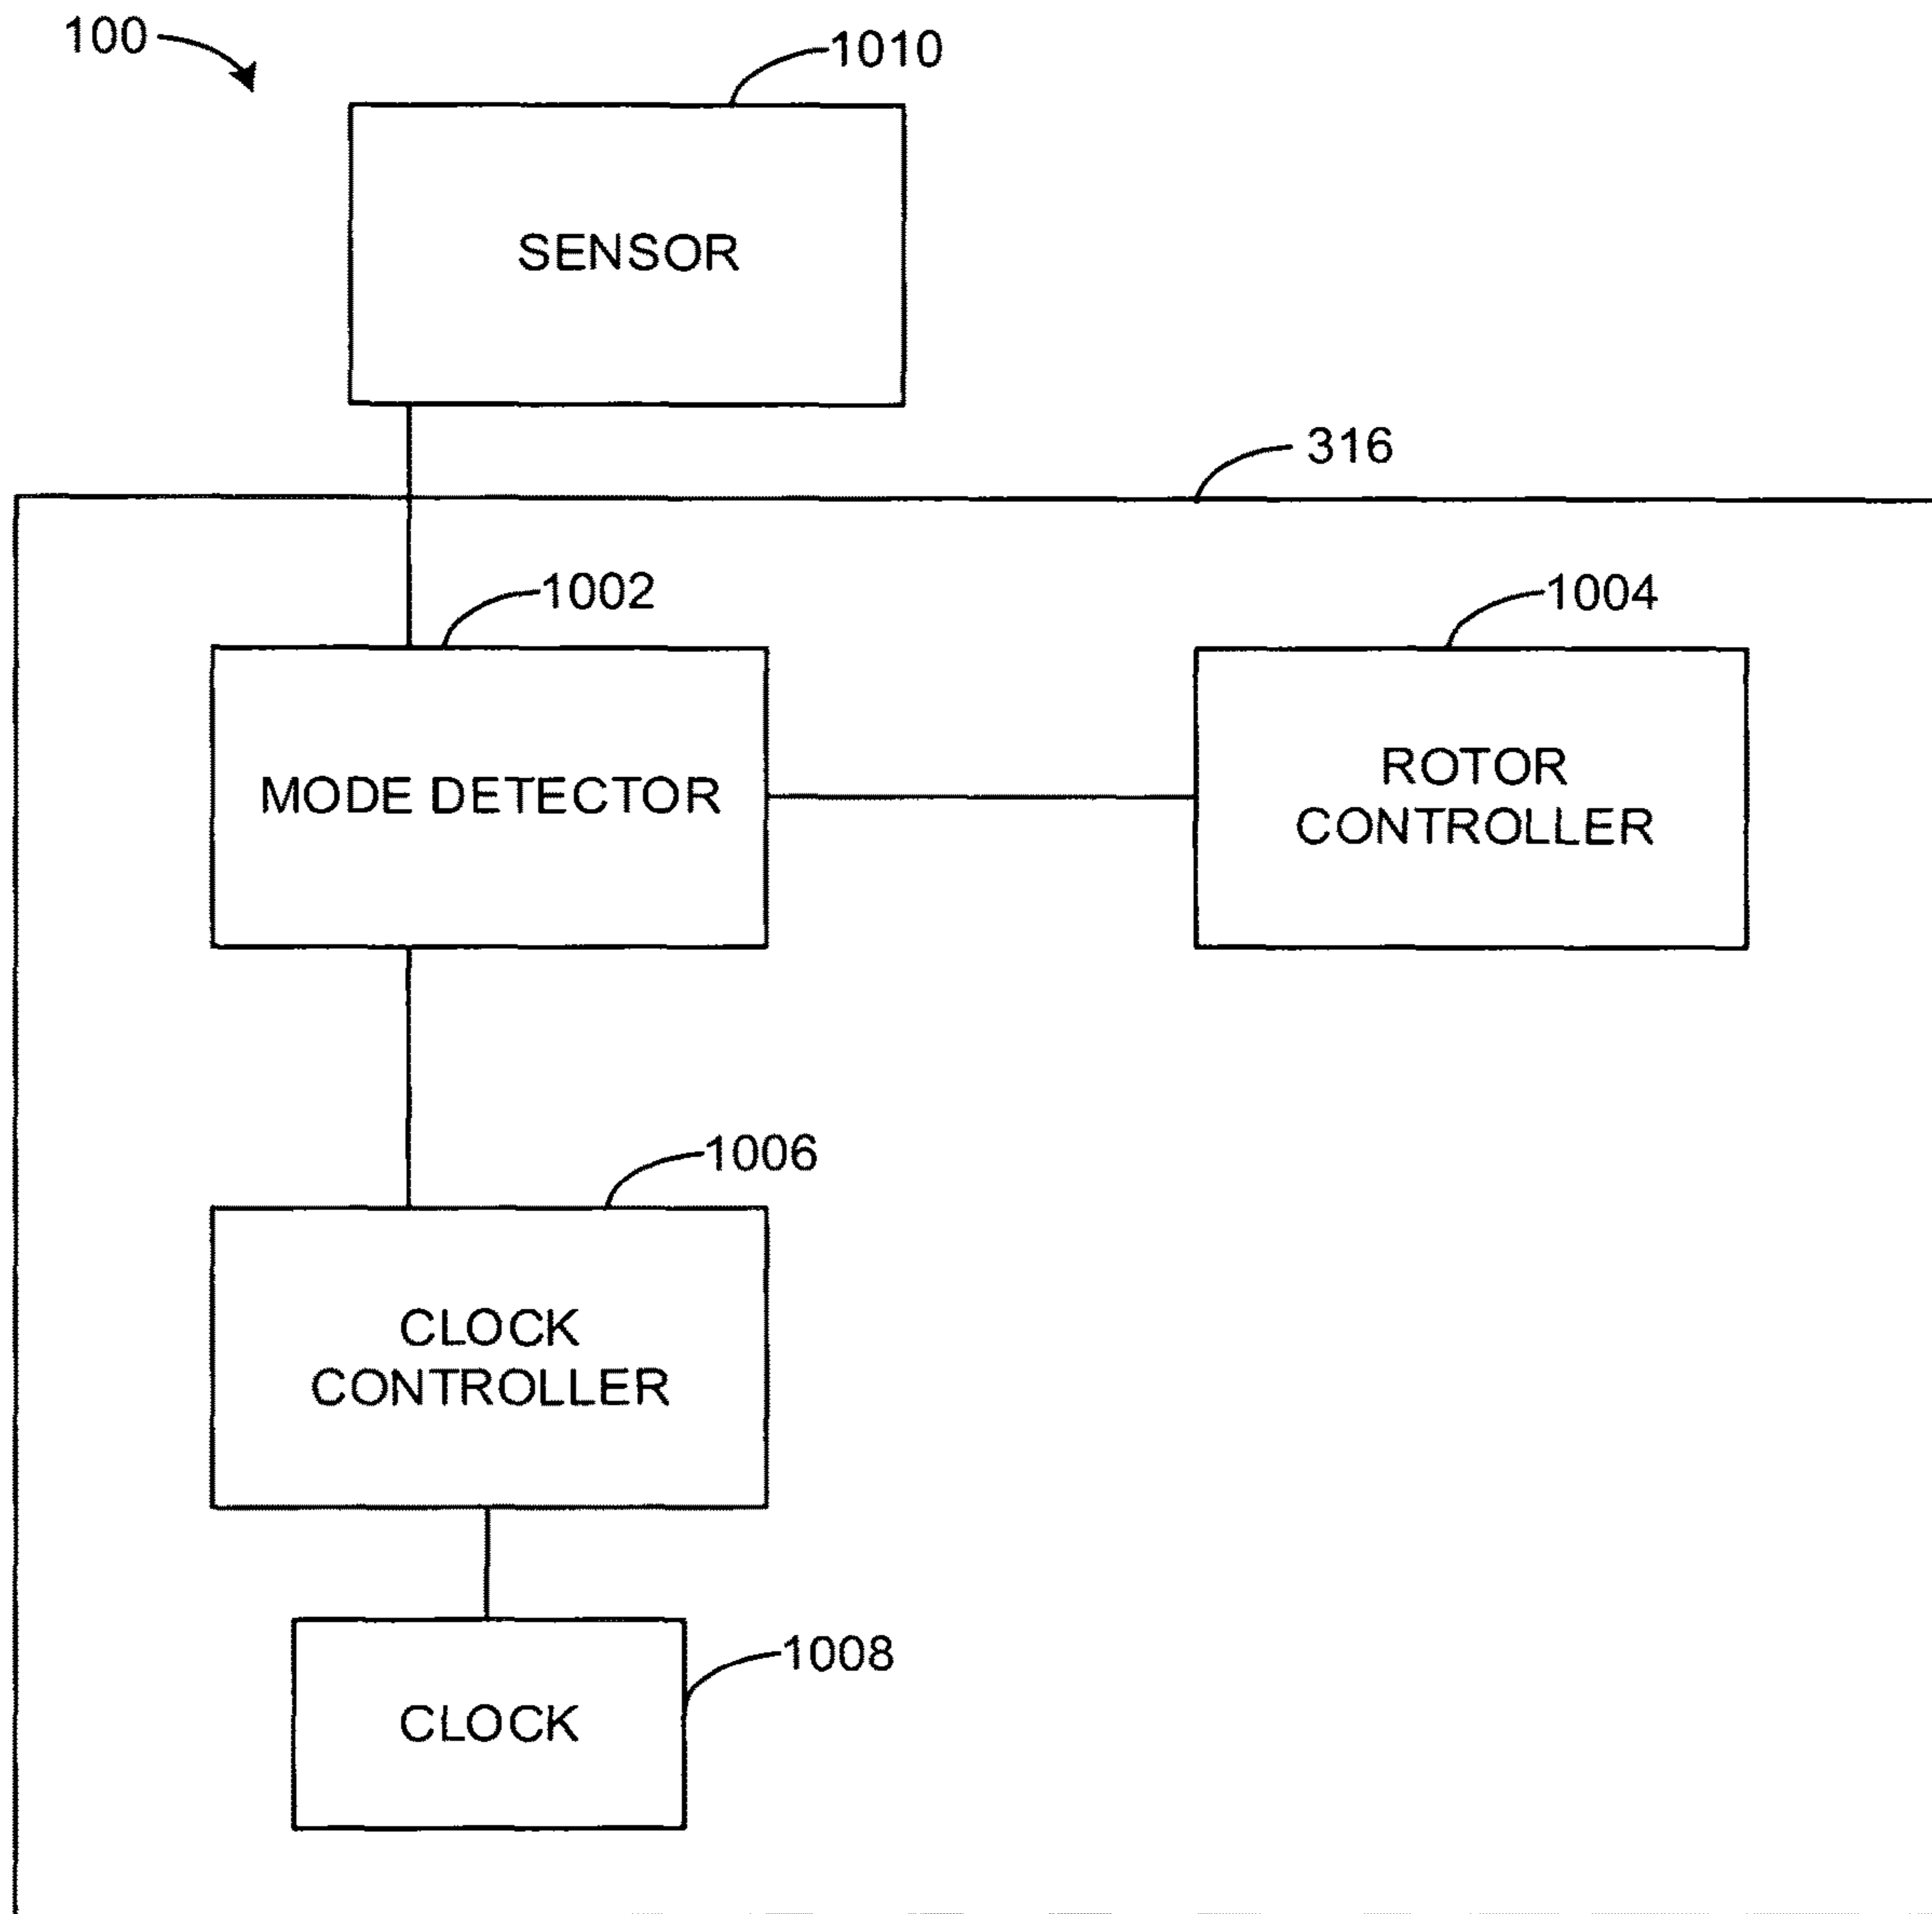 100
1010
SENSOR
316
1002
1004
MODE DETECTOR
ROTOR
CONTROLLER
1006
CLOCK
CONTROLLER
1008
CLOCK